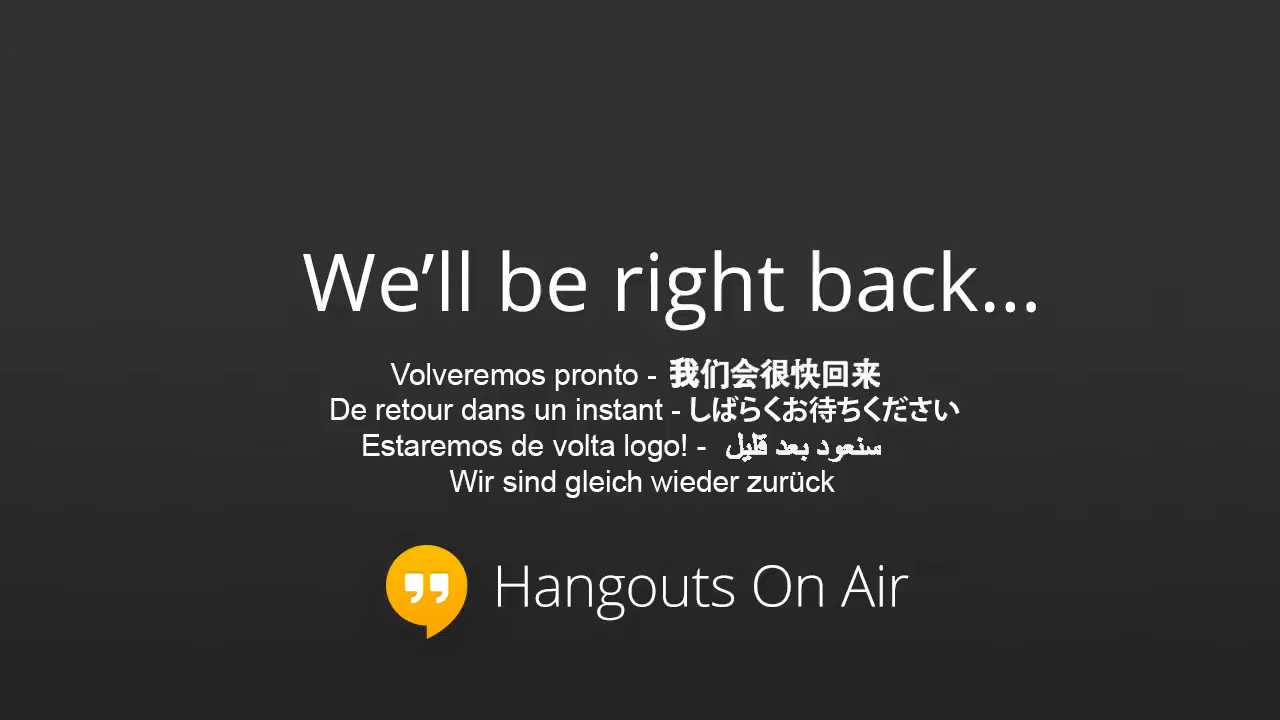 We’ll be right back...
Volveremos pronto - 我们会很快回来
De retour dans un instant - しばらくお待ちください
Estaremos de volta logo! - سنعود بعد قليل
Wir sind gleich wieder zurück
Hangouts On Air